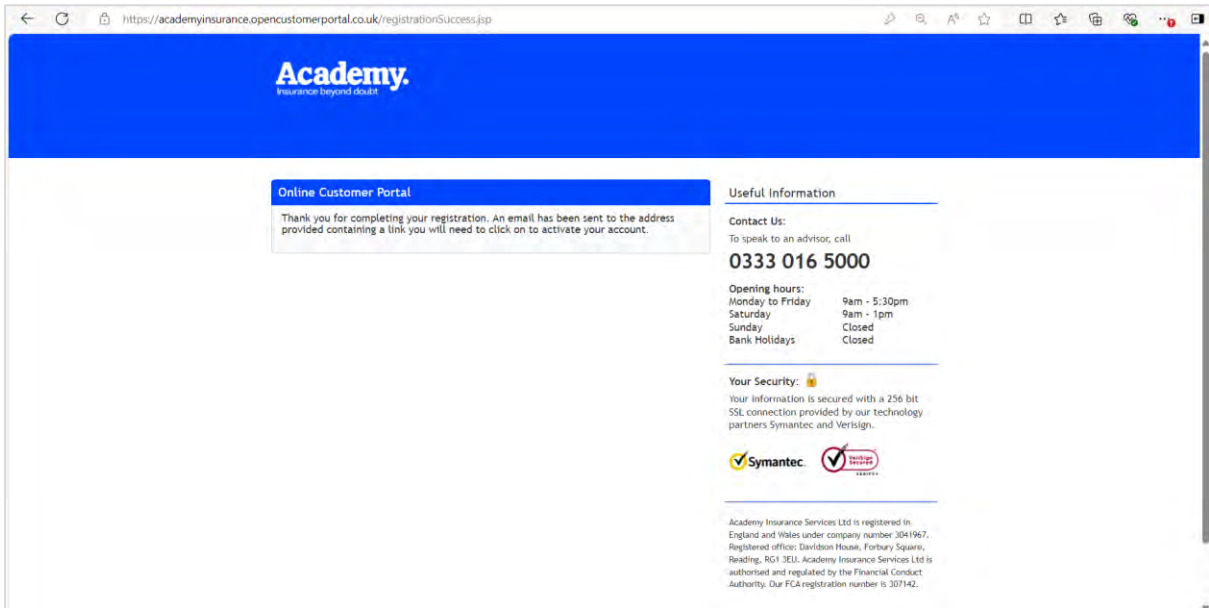 https://academyinsurance.opencustomerportal.co.uk/registrationSuccess.jsp
Academy.
Insurance beyond doubt
Online Customer Portal
Thank you for completing your registration. An email has been sent to the address
provided containing a link you will need to click on to activate your account.
Useful Information
Contact Us:
To speak to an advisor, call
0333 016 5000
Opening hours:
Monday to Friday 9am - 5:30pm
Saturday 9am - 1pm
Sunday Closed
Bank Holidays Closed
Your Security:
Your information is secured with a 256 bit
SSL connection provided by our technology
partners Symantec and Verisign.
Symantec.
VeriSign
Secured
VERIFY
Academy Insurance Services Ltd is registered in
England and Wales under company number 3041967.
Registered office: Davidson House, Forbury Square,
Reading, RG1 3EU. Academy Insurance Services Ltd is
authorised and regulated by the Financial Conduct
Authority. Our FCA registration number is 307142.